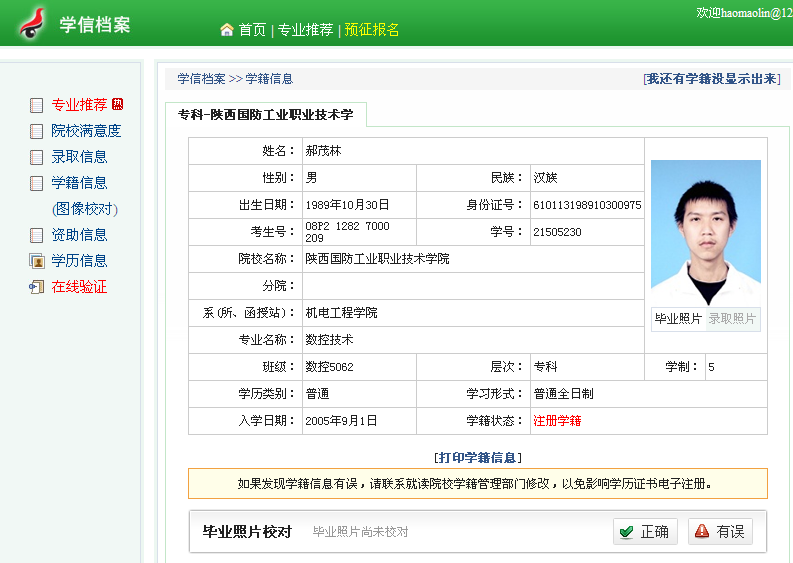 学信档案
首页 | 专业推荐 | 预征报名
欢迎haomaolin@12
专业推荐 热
院校满意度
录取信息
学籍信息
(图像校对)
资助信息
学历信息
在线验证
学信档案 >> 学籍信息
[我还有学籍没显示出来]
专科-陕西国防工业职业技术学
姓名： 郝茂林
性别： 男 民族： 汉族
出生日期： 1989年10月30日 身份证号： 610113198910300975
考生号： 08P2 1282 7000
209
学号： 21505230
院校名称： 陕西国防工业职业技术学院
分院：
系(所、函授站)： 机电工程学院
毕业照片 录取照片
专业名称： 数控技术
班级： 数控5062 层次： 专科 学制： 5
学历类别： 普通 学习形式： 普通全日制
入学日期： 2005年9月1日 学籍状态： 注册学籍
[打印学籍信息]
如果发现学籍信息有误，请联系就读院校学籍管理部门修改，以免影响学历证书电子注册。
毕业照片校对 毕业照片尚未校对 正确 有误